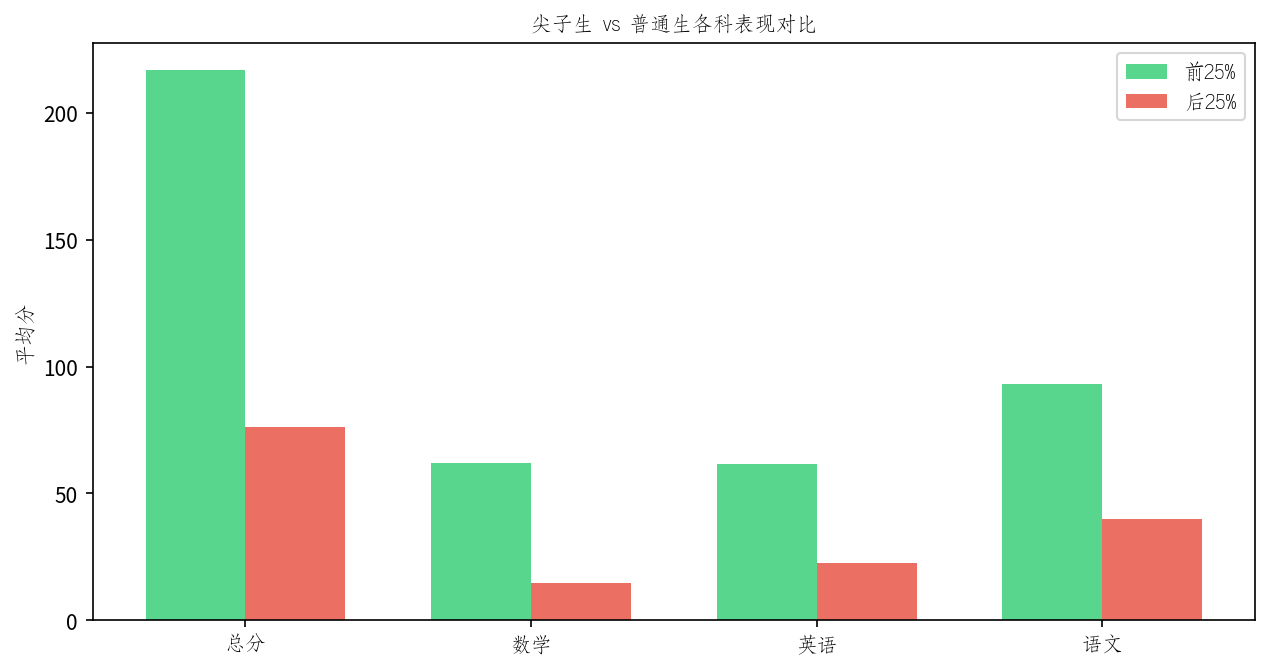 尖子生 vs 普通生各科表现对比
前25%
后25%
平均分
200
150
100
50
0
总分 数学 英语 语文